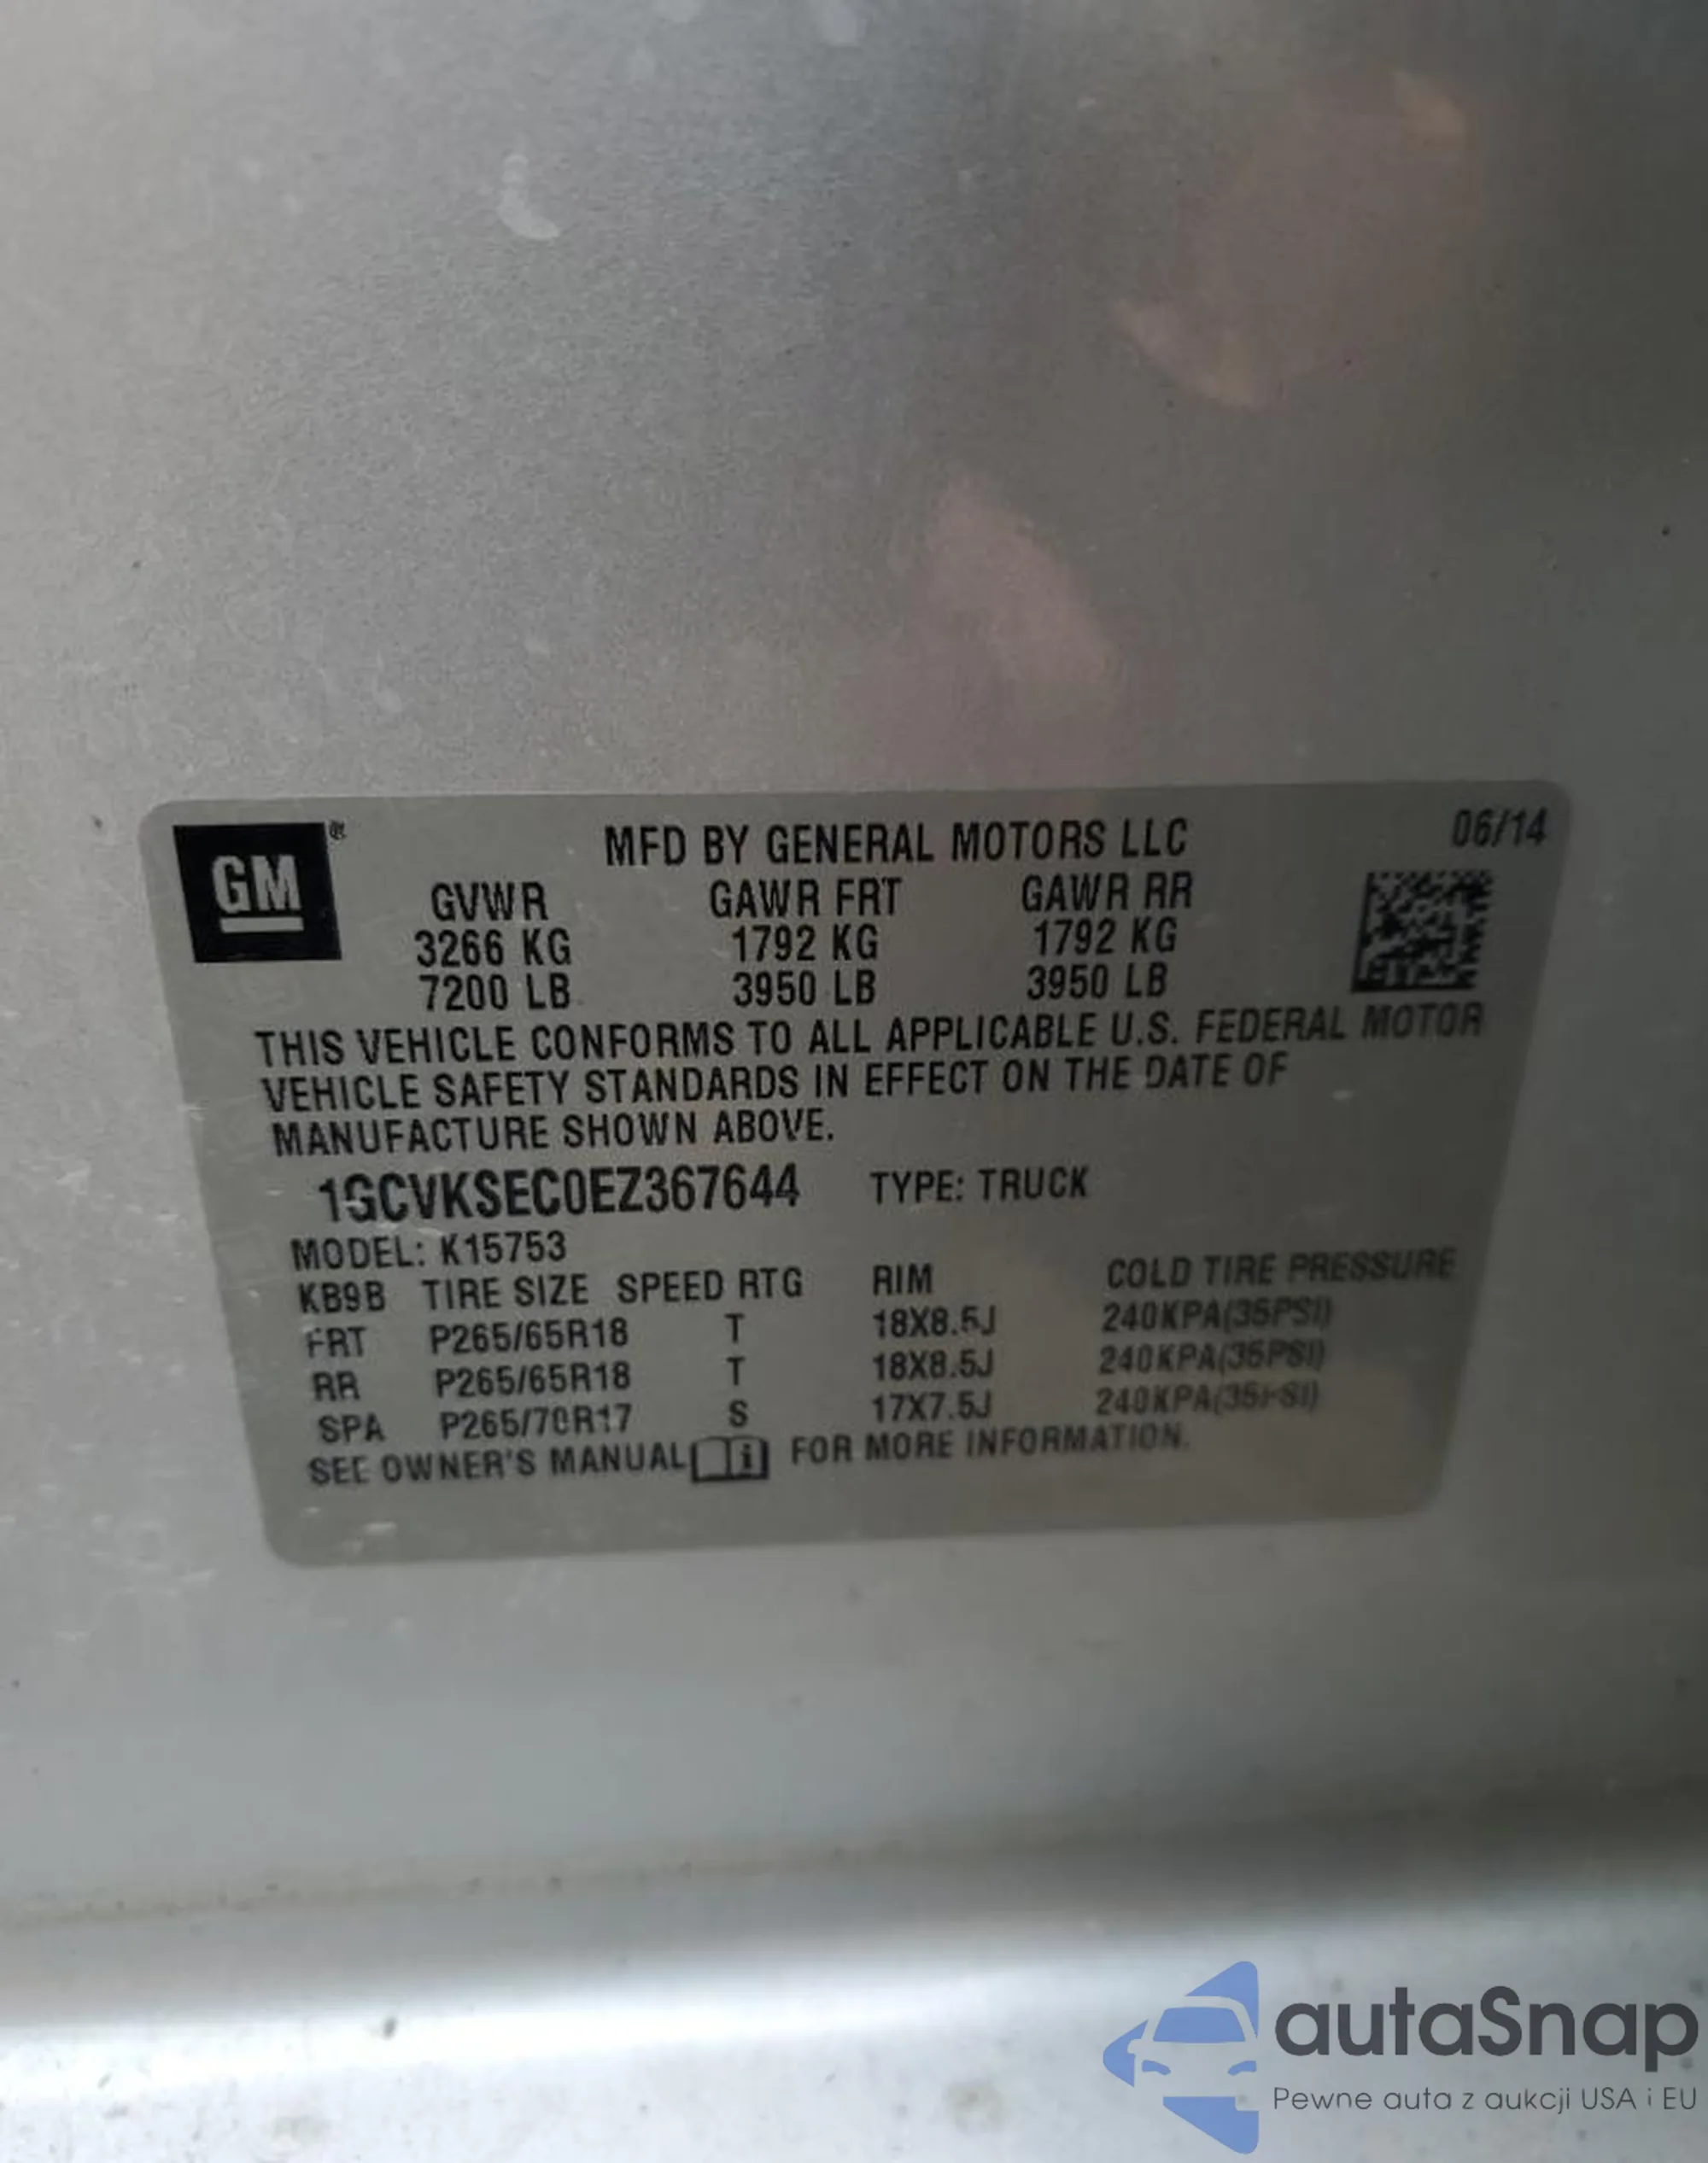 GM®
MFD BY GENERAL MOTORS LLC 06/14
GVWR GAWR FRT GAWR RR
3266 KG 1792 KG 1792 KG
7200 LB 3950 LB 3950 LB
THIS VEHICLE CONFORMS TO ALL APPLICABLE U.S. FEDERAL MOTOR
VEHICLE SAFETY STANDARDS IN EFFECT ON THE DATE OF
MANUFACTURE SHOWN ABOVE.
1GCVKSEC0EZ367644 TYPE: TRUCK
MODEL: K15753
KB9B TIRE SIZE SPEED RTG RIM COLD TIRE PRESSURE
FRT P265/65R18 T 18X8.5J 240KPA(35PSI)
RR P265/65R18 T 18X8.5J 240KPA(35PSI)
SPA P265/70R17 S 17X7.5J 240KPA(35PSI)
SEE OWNER'S MANUAL i FOR MORE INFORMATION.
autaSnap
Pewne auta z aukcji USA i EU